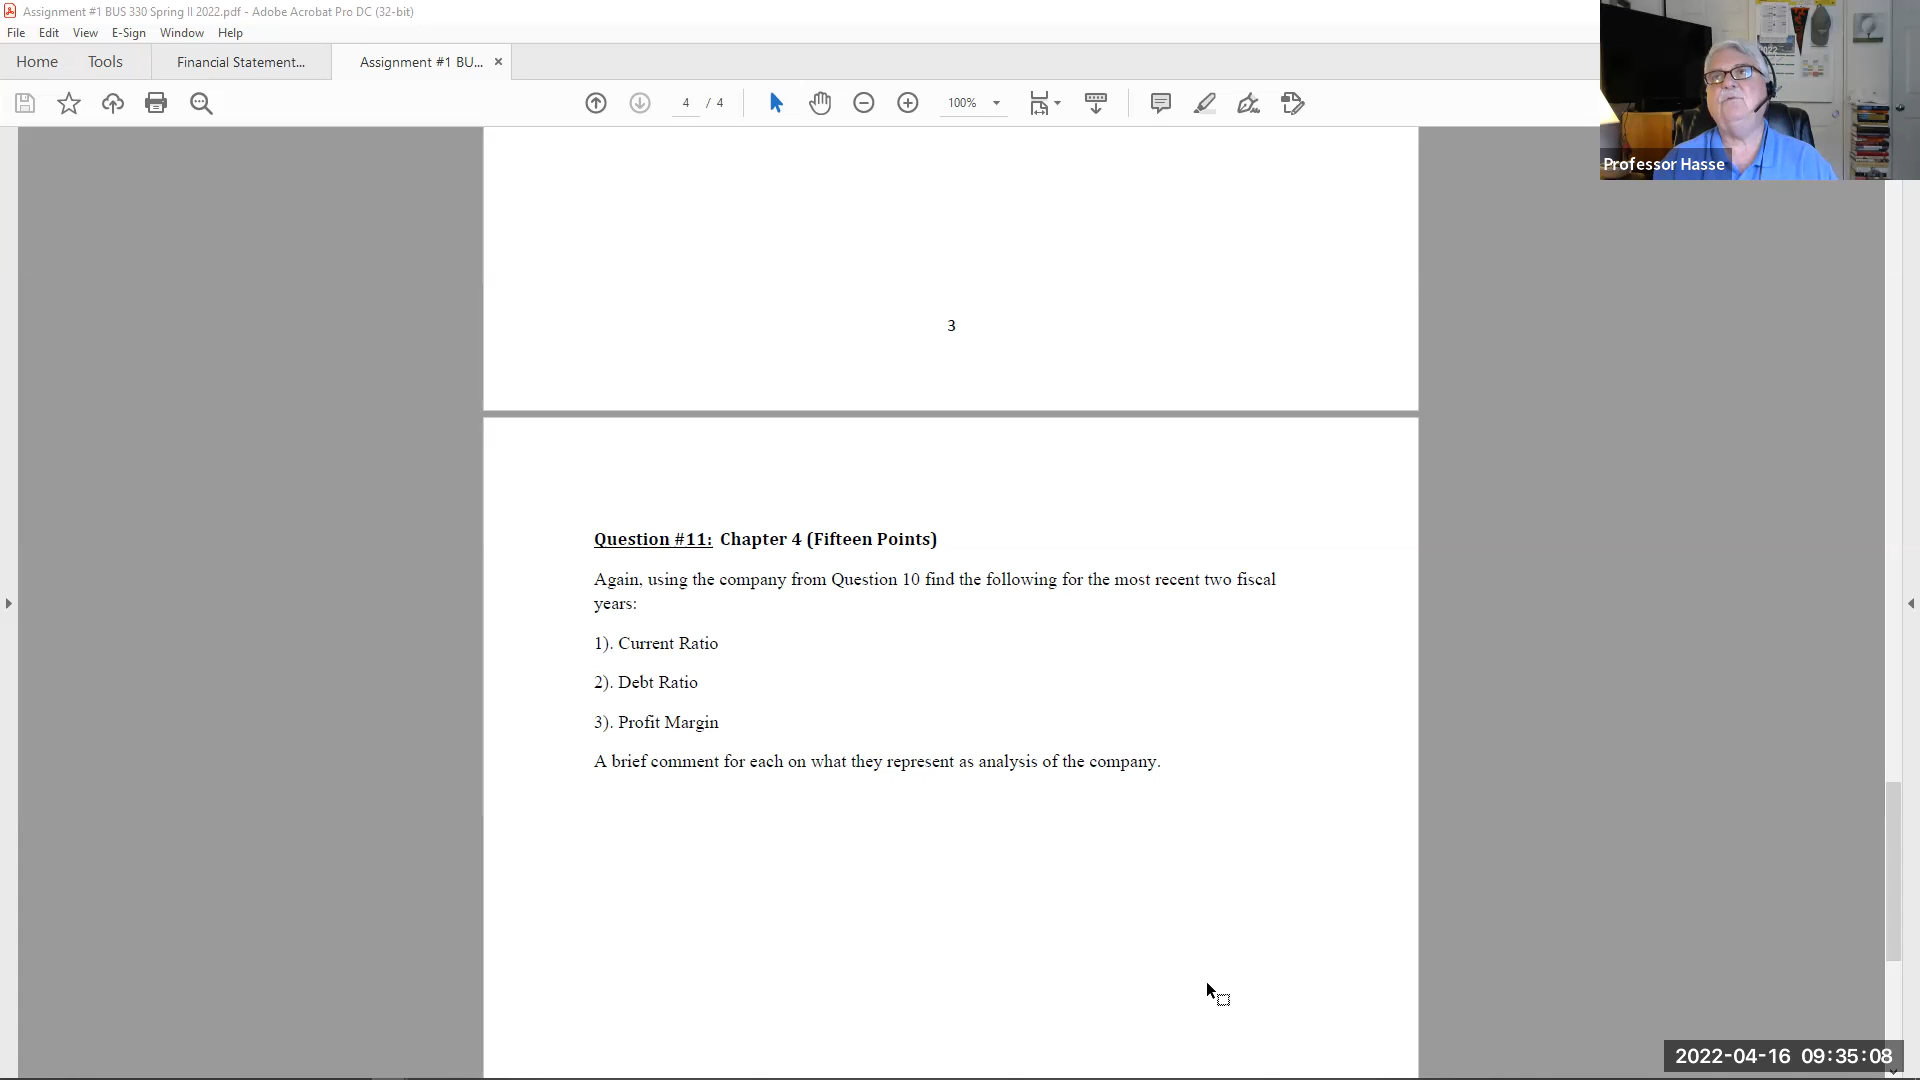 Assignment #1 BUS 330 Spring II 2022.pdf - Adobe Acrobat Pro DC (32-bit)
File Edit View E-Sign Window Help
Home Tools Financial Statement... Assignment #1 BU... ×
4 / 4 100%
Professor Hasse
3
Question #11: Chapter 4 (Fifteen Points)
Again, using the company from Question 10 find the following for the most recent two fiscal
years:
1). Current Ratio
2). Debt Ratio
3). Profit Margin
A brief comment for each on what they represent as analysis of the company.
2022-04-16 09:35:08